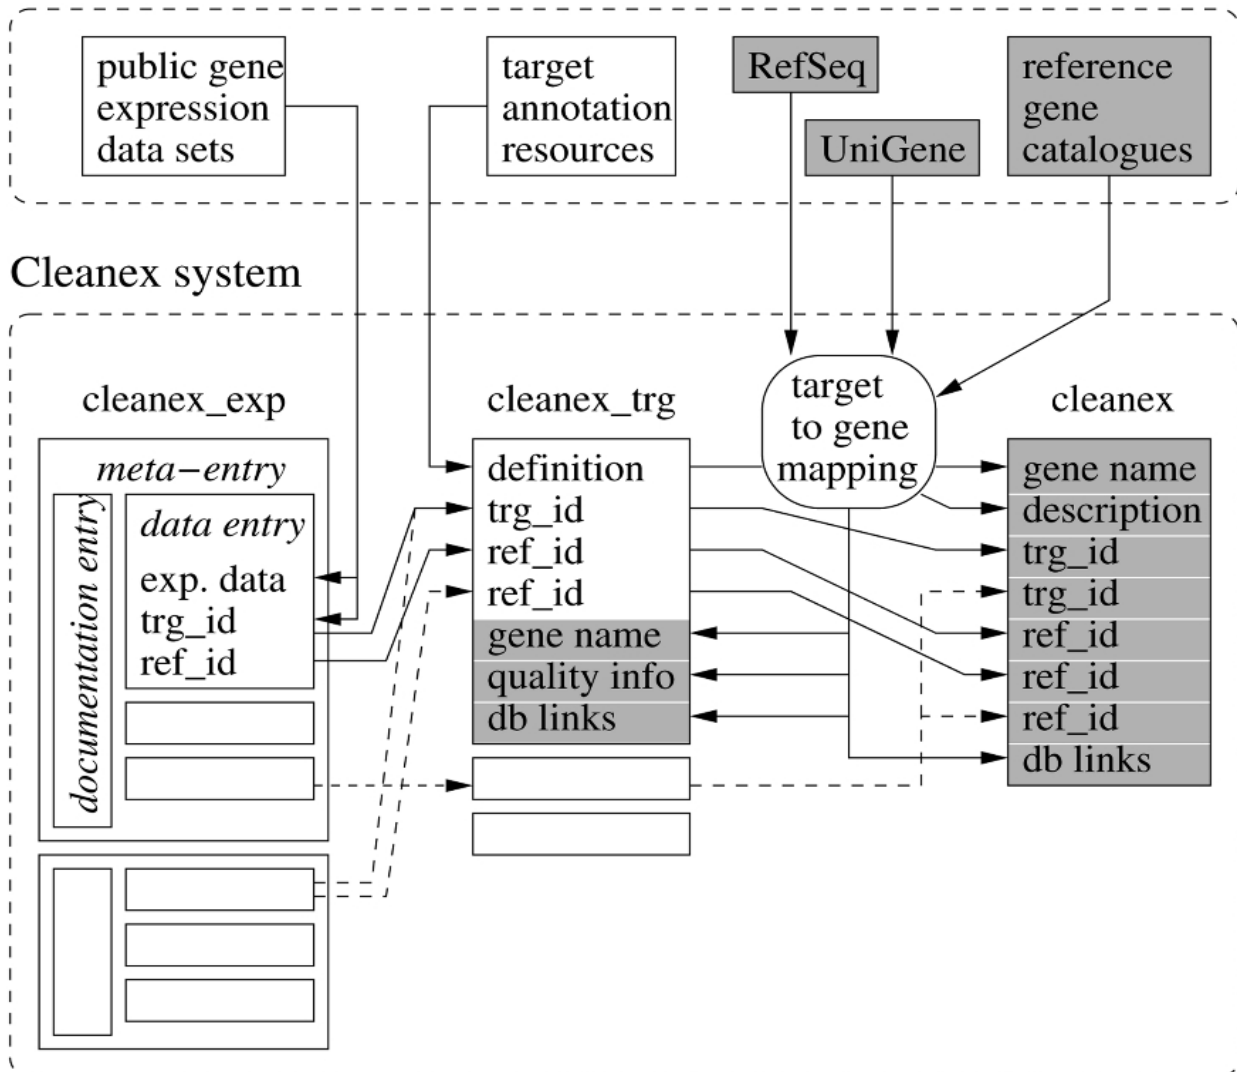 public gene
expression
data sets
target
annotation
resources
RefSeq
UniGene
reference
gene
catalogues
Cleanex system
cleanex_exp
meta−entry
documentation entry
data entry
exp. data
trg_id
ref_id
cleanex_trg
definition
trg_id
ref_id
ref_id
gene name
quality info
db links
target
to gene
mapping
cleanex
gene name
description
trg_id
trg_id
ref_id
ref_id
ref_id
db links